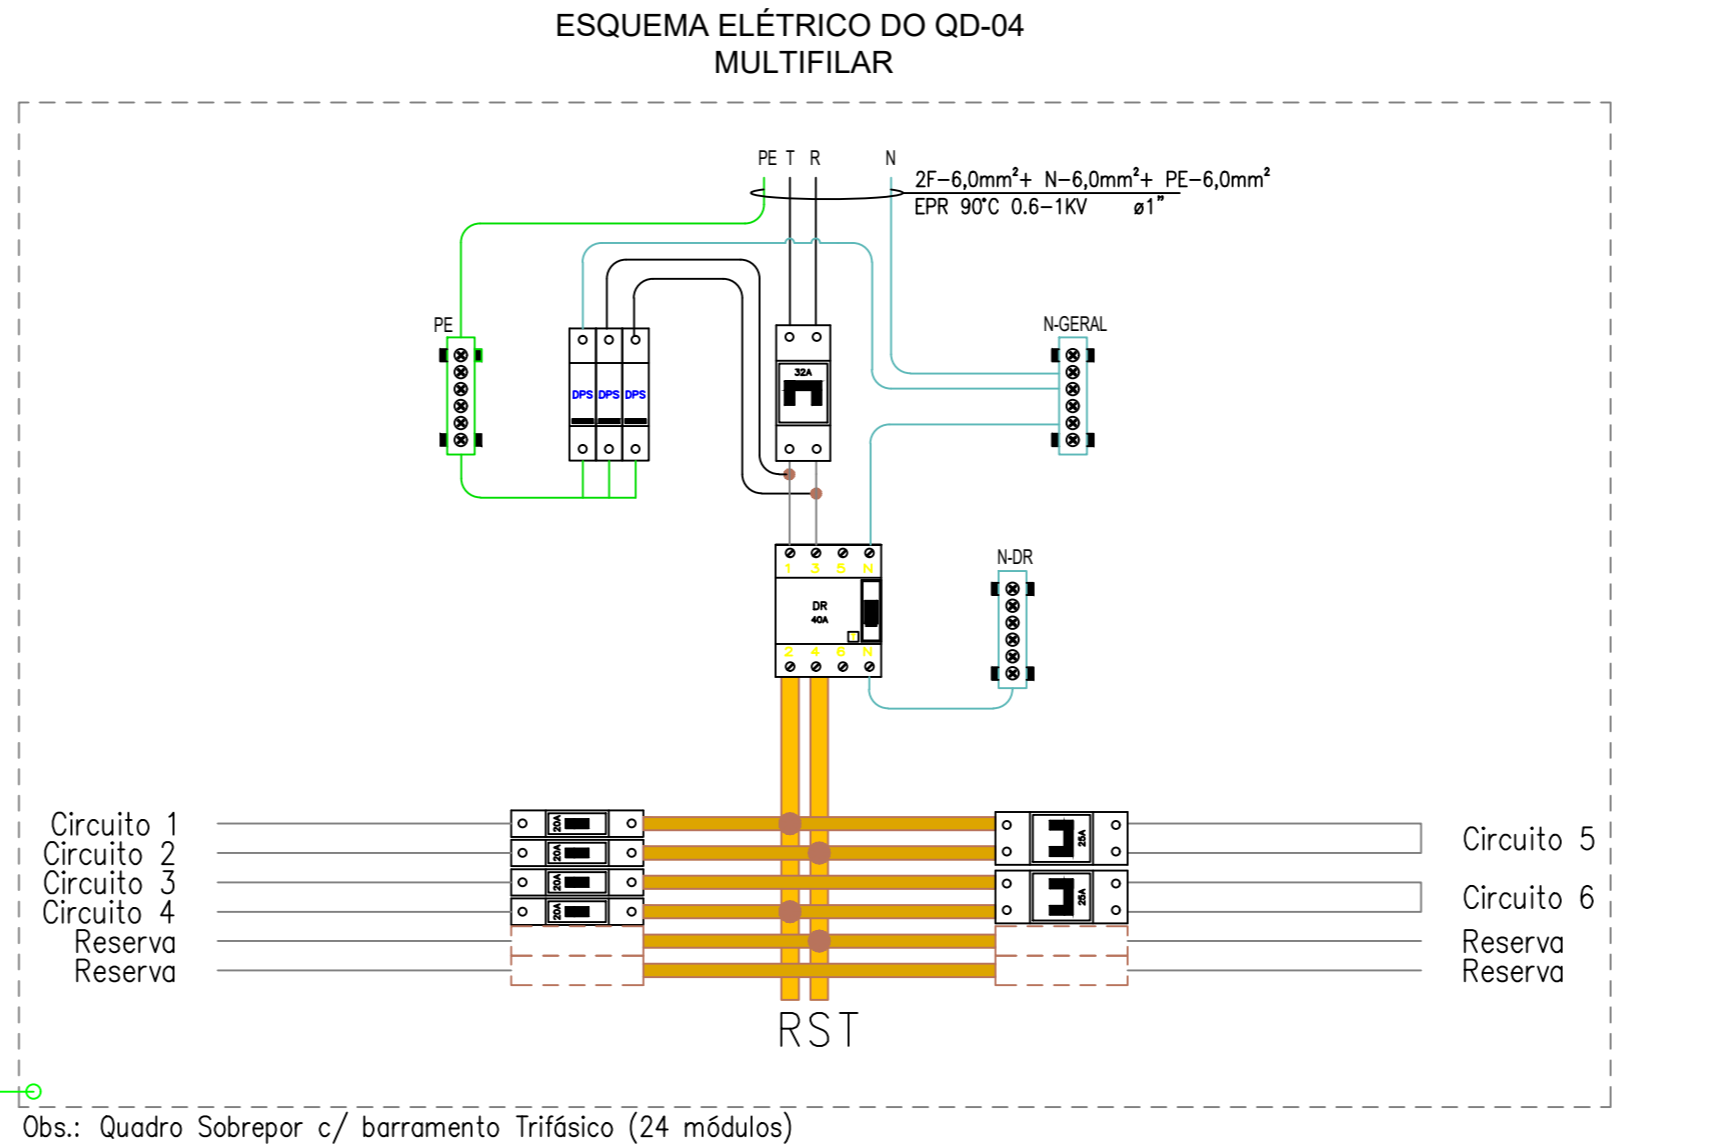 ESQUEMA ELÉTRICO DO QD-04
MULTIFILAR
PE T R N
2F-6,0mm²+ N-6,0mm²+ PE-6,0mm²
EPR 90°C 0.6-1KV ø1"
PE
N-GERAL
32A
DPS DPS DPS
N-DR
1 3 5 N
DR
40A
2 4 6 N
Circuito 1
20A
Circuito 2
20A
Circuito 3
20A
Circuito 4
20A
Reserva
Reserva
25A
Circuito 5
25A
Circuito 6
Reserva
Reserva
RST
Obs.: Quadro Sobrepor c/ barramento Trifásico (24 módulos)